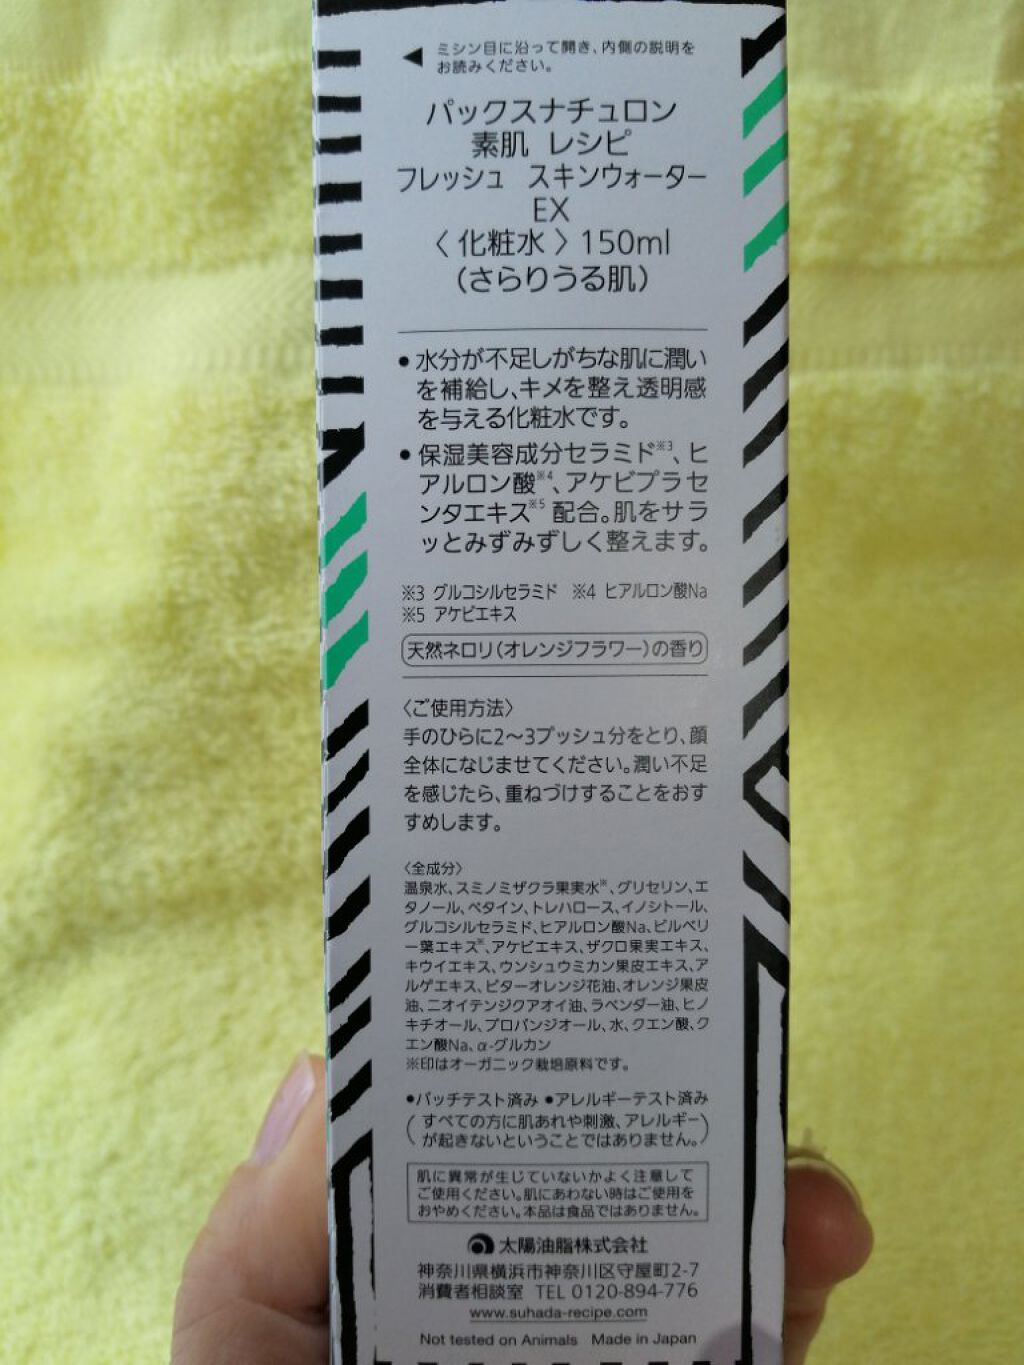 ◀ ミシン目に沿って開き、内側の説明を
お読みください。
パックスナチュロン
素肌 レシピ
フレッシュ スキンウォーター
EX
〈 化粧水 〉150ml
(さらりうる肌)
●水分が不足しがちな肌に潤い
を補給し、キメを整え透明感
を与える化粧水です。
●保湿美容成分セラミド※3、ヒ
アルロン酸※4、アケビプラセ
ンタエキス※5 配合。肌をサラ
ッとみずみずしく整えます。
※3 グルコシルセラミド ※4 ヒアルロン酸Na
※5 アケビエキス
天然ネロリ(オレンジフラワー)の香り
〈ご使用方法〉
手のひらに2〜3プッシュ分をとり、顔
全体になじませてください。潤い不足
を感じたら、重ねづけすることをおす
すめします。
〈全成分〉
温泉水、スミノミザクラ果実水※、グリセリン、エ
タノール、ベタイン、トレハロース、イノシトール、
グルコシルセラミド、ヒアルロン酸Na、ビルベリ
ー葉エキス※、アケビエキス、ザクロ果実エキス、
キウイエキス、ウンシュウミカン果皮エキス、ア
ルゲエキス、ビターオレンジ花油、オレンジ果皮
油、ニオイテンジクアオイ油、ラベンダー油、ヒノ
キチオール、プロパンジオール、水、クエン酸、ク
エン酸Na、α-グルカン
※印はオーガニック栽培原料です。
●パッチテスト済み ●アレルギーテスト済み
(すべての方に肌あれや刺激、アレルギー
が起きないということではありません。)
肌に異常が生じていないかよく注意して
ご使用ください。肌にあわない時はご使用を
おやめください。本品は食品ではありません。
太陽油脂株式会社
神奈川県横浜市神奈川区守屋町2-7
消費者相談室 TEL 0120-894-776
www.suhada-recipe.com
Not tested on Animals Made in Japan